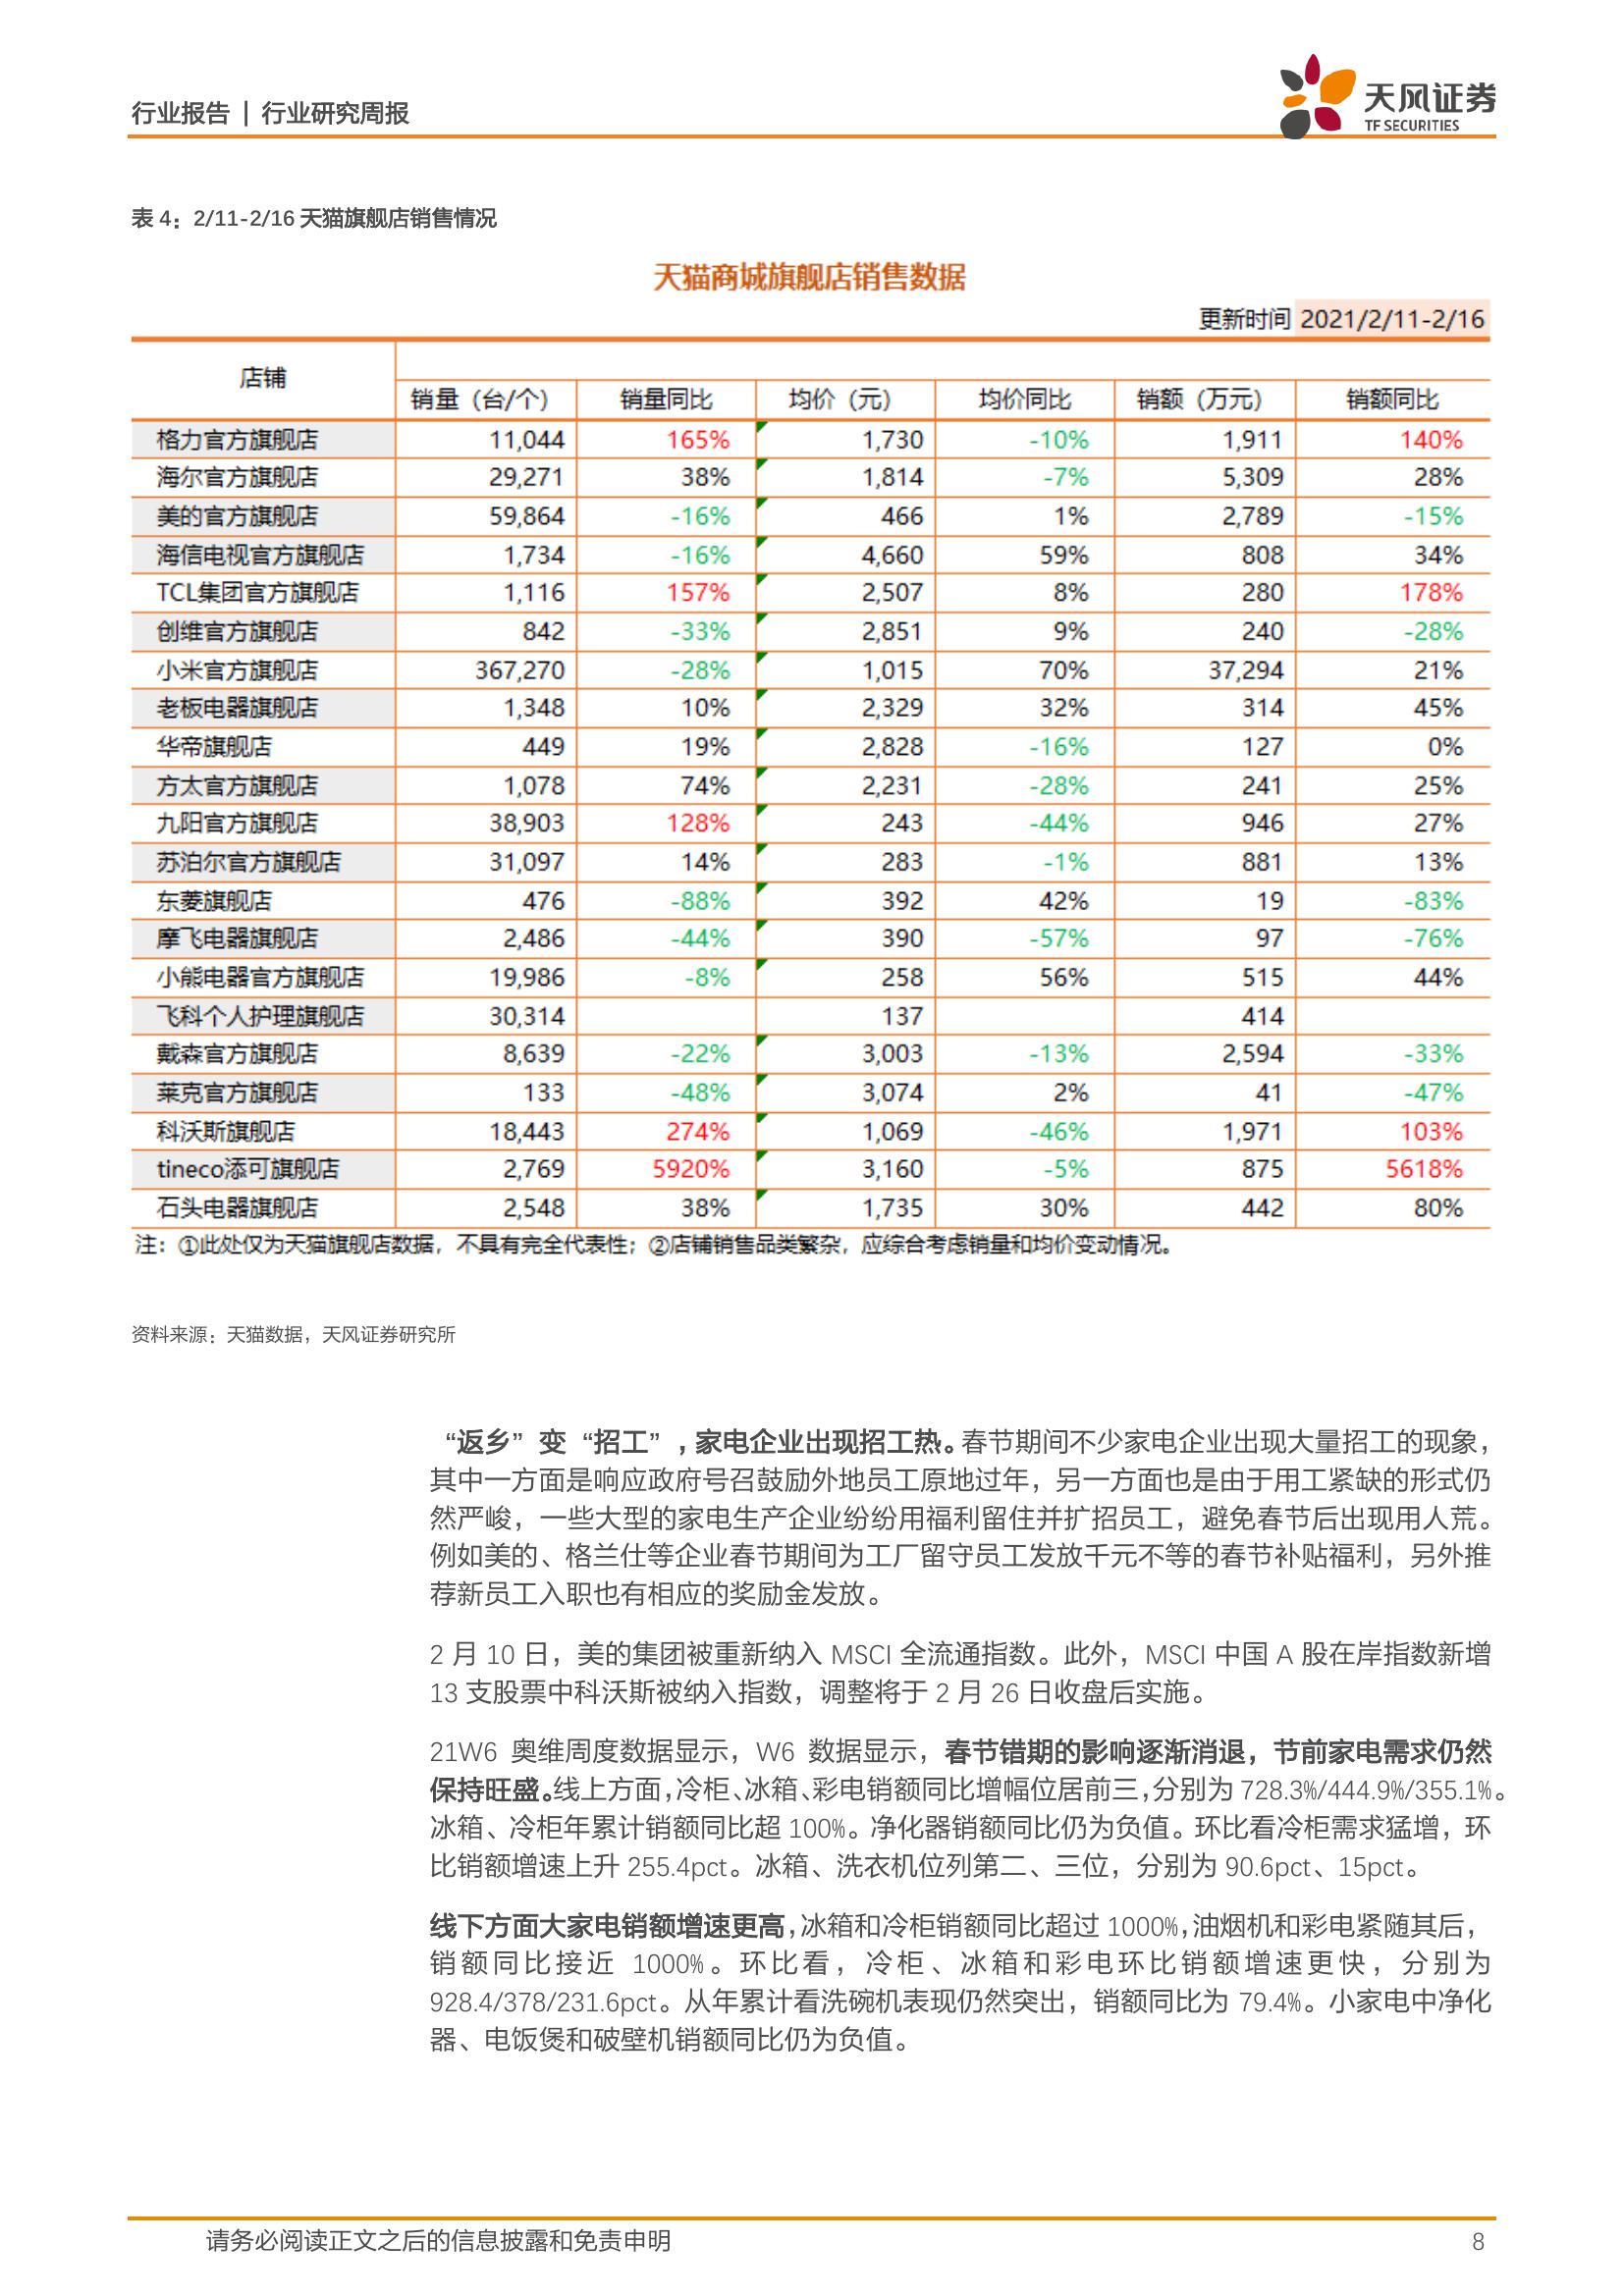 行业报告 | 行业研究周报
天风证券
TF SECURITIES
表 4：2/11-2/16 天猫旗舰店销售情况
天猫商城旗舰店销售数据
更新时间 2021/2/11-2/16
店铺
销量（台/个） 销量同比 均价（元） 均价同比 销额（万元） 销额同比
格力官方旗舰店 11,044 165% 1,730 -10% 1,911 140%
海尔官方旗舰店 29,271 38% 1,814 -7% 5,309 28%
美的官方旗舰店 59,864 -16% 466 1% 2,789 -15%
海信电视官方旗舰店 1,734 -16% 4,660 59% 808 34%
TCL集团官方旗舰店 1,116 157% 2,507 8% 280 178%
创维官方旗舰店 842 -33% 2,851 9% 240 -28%
小米官方旗舰店 367,270 -28% 1,015 70% 37,294 21%
老板电器旗舰店 1,348 10% 2,329 32% 314 45%
华帝旗舰店 449 19% 2,828 -16% 127 0%
方太官方旗舰店 1,078 74% 2,231 -28% 241 25%
九阳官方旗舰店 38,903 128% 243 -44% 946 27%
苏泊尔官方旗舰店 31,097 14% 283 -1% 881 13%
东菱旗舰店 476 -88% 392 42% 19 -83%
摩飞电器旗舰店 2,486 -44% 390 -57% 97 -76%
小熊电器官方旗舰店 19,986 -8% 258 56% 515 44%
飞科个人护理旗舰店 30,314 137 414
戴森官方旗舰店 8,639 -22% 3,003 -13% 2,594 -33%
莱克官方旗舰店 133 -48% 3,074 2% 41 -47%
科沃斯旗舰店 18,443 274% 1,069 -46% 1,971 103%
tineco添可旗舰店 2,769 5920% 3,160 -5% 875 5618%
石头电器旗舰店 2,548 38% 1,735 30% 442 80%
注：①此处仅为天猫旗舰店数据，不具有完全代表性；②店铺销售品类繁杂，应综合考虑销量和均价变动情况。
资料来源：天猫数据，天风证券研究所
“返乡”变“招工”，家电企业出现招工热。春节期间不少家电企业出现大量招工的现象，
其中一方面是响应政府号召鼓励外地员工原地过年，另一方面也是由于用工紧缺的形式仍
然严峻，一些大型的家电生产企业纷纷用福利留住并扩招员工，避免春节后出现用人荒。
例如美的、格兰仕等企业春节期间为工厂留守员工发放千元不等的春节补贴福利，另外推
荐新员工入职也有相应的奖励金发放。
2 月 10 日，美的集团被重新纳入 MSCI 全流通指数。此外，MSCI 中国 A 股在岸指数新增
13 支股票中科沃斯被纳入指数，调整将于 2 月 26 日收盘后实施。
21W6 奥维周度数据显示，W6 数据显示，春节错期的影响逐渐消退，节前家电需求仍然
保持旺盛。线上方面，冷柜、冰箱、彩电销额同比增幅位居前三，分别为 728.3%/444.9%/355.1%。
冰箱、冷柜年累计销额同比超 100%。净化器销额同比仍为负值。环比看冷柜需求猛增，环
比销额增速上升 255.4pct。冰箱、洗衣机位列第二、三位，分别为 90.6pct、15pct。
线下方面大家电销额增速更高，冰箱和冷柜销额同比超过 1000%，油烟机和彩电紧随其后，
销额同比接近 1000%。环比看，冷柜、冰箱和彩电环比销额增速更快，分别为
928.4/378/231.6pct。从年累计看洗碗机表现仍然突出，销额同比为 79.4%。小家电中净化
器、电饭煲和破壁机销额同比仍为负值。
请务必阅读正文之后的信息披露和免责申明 8